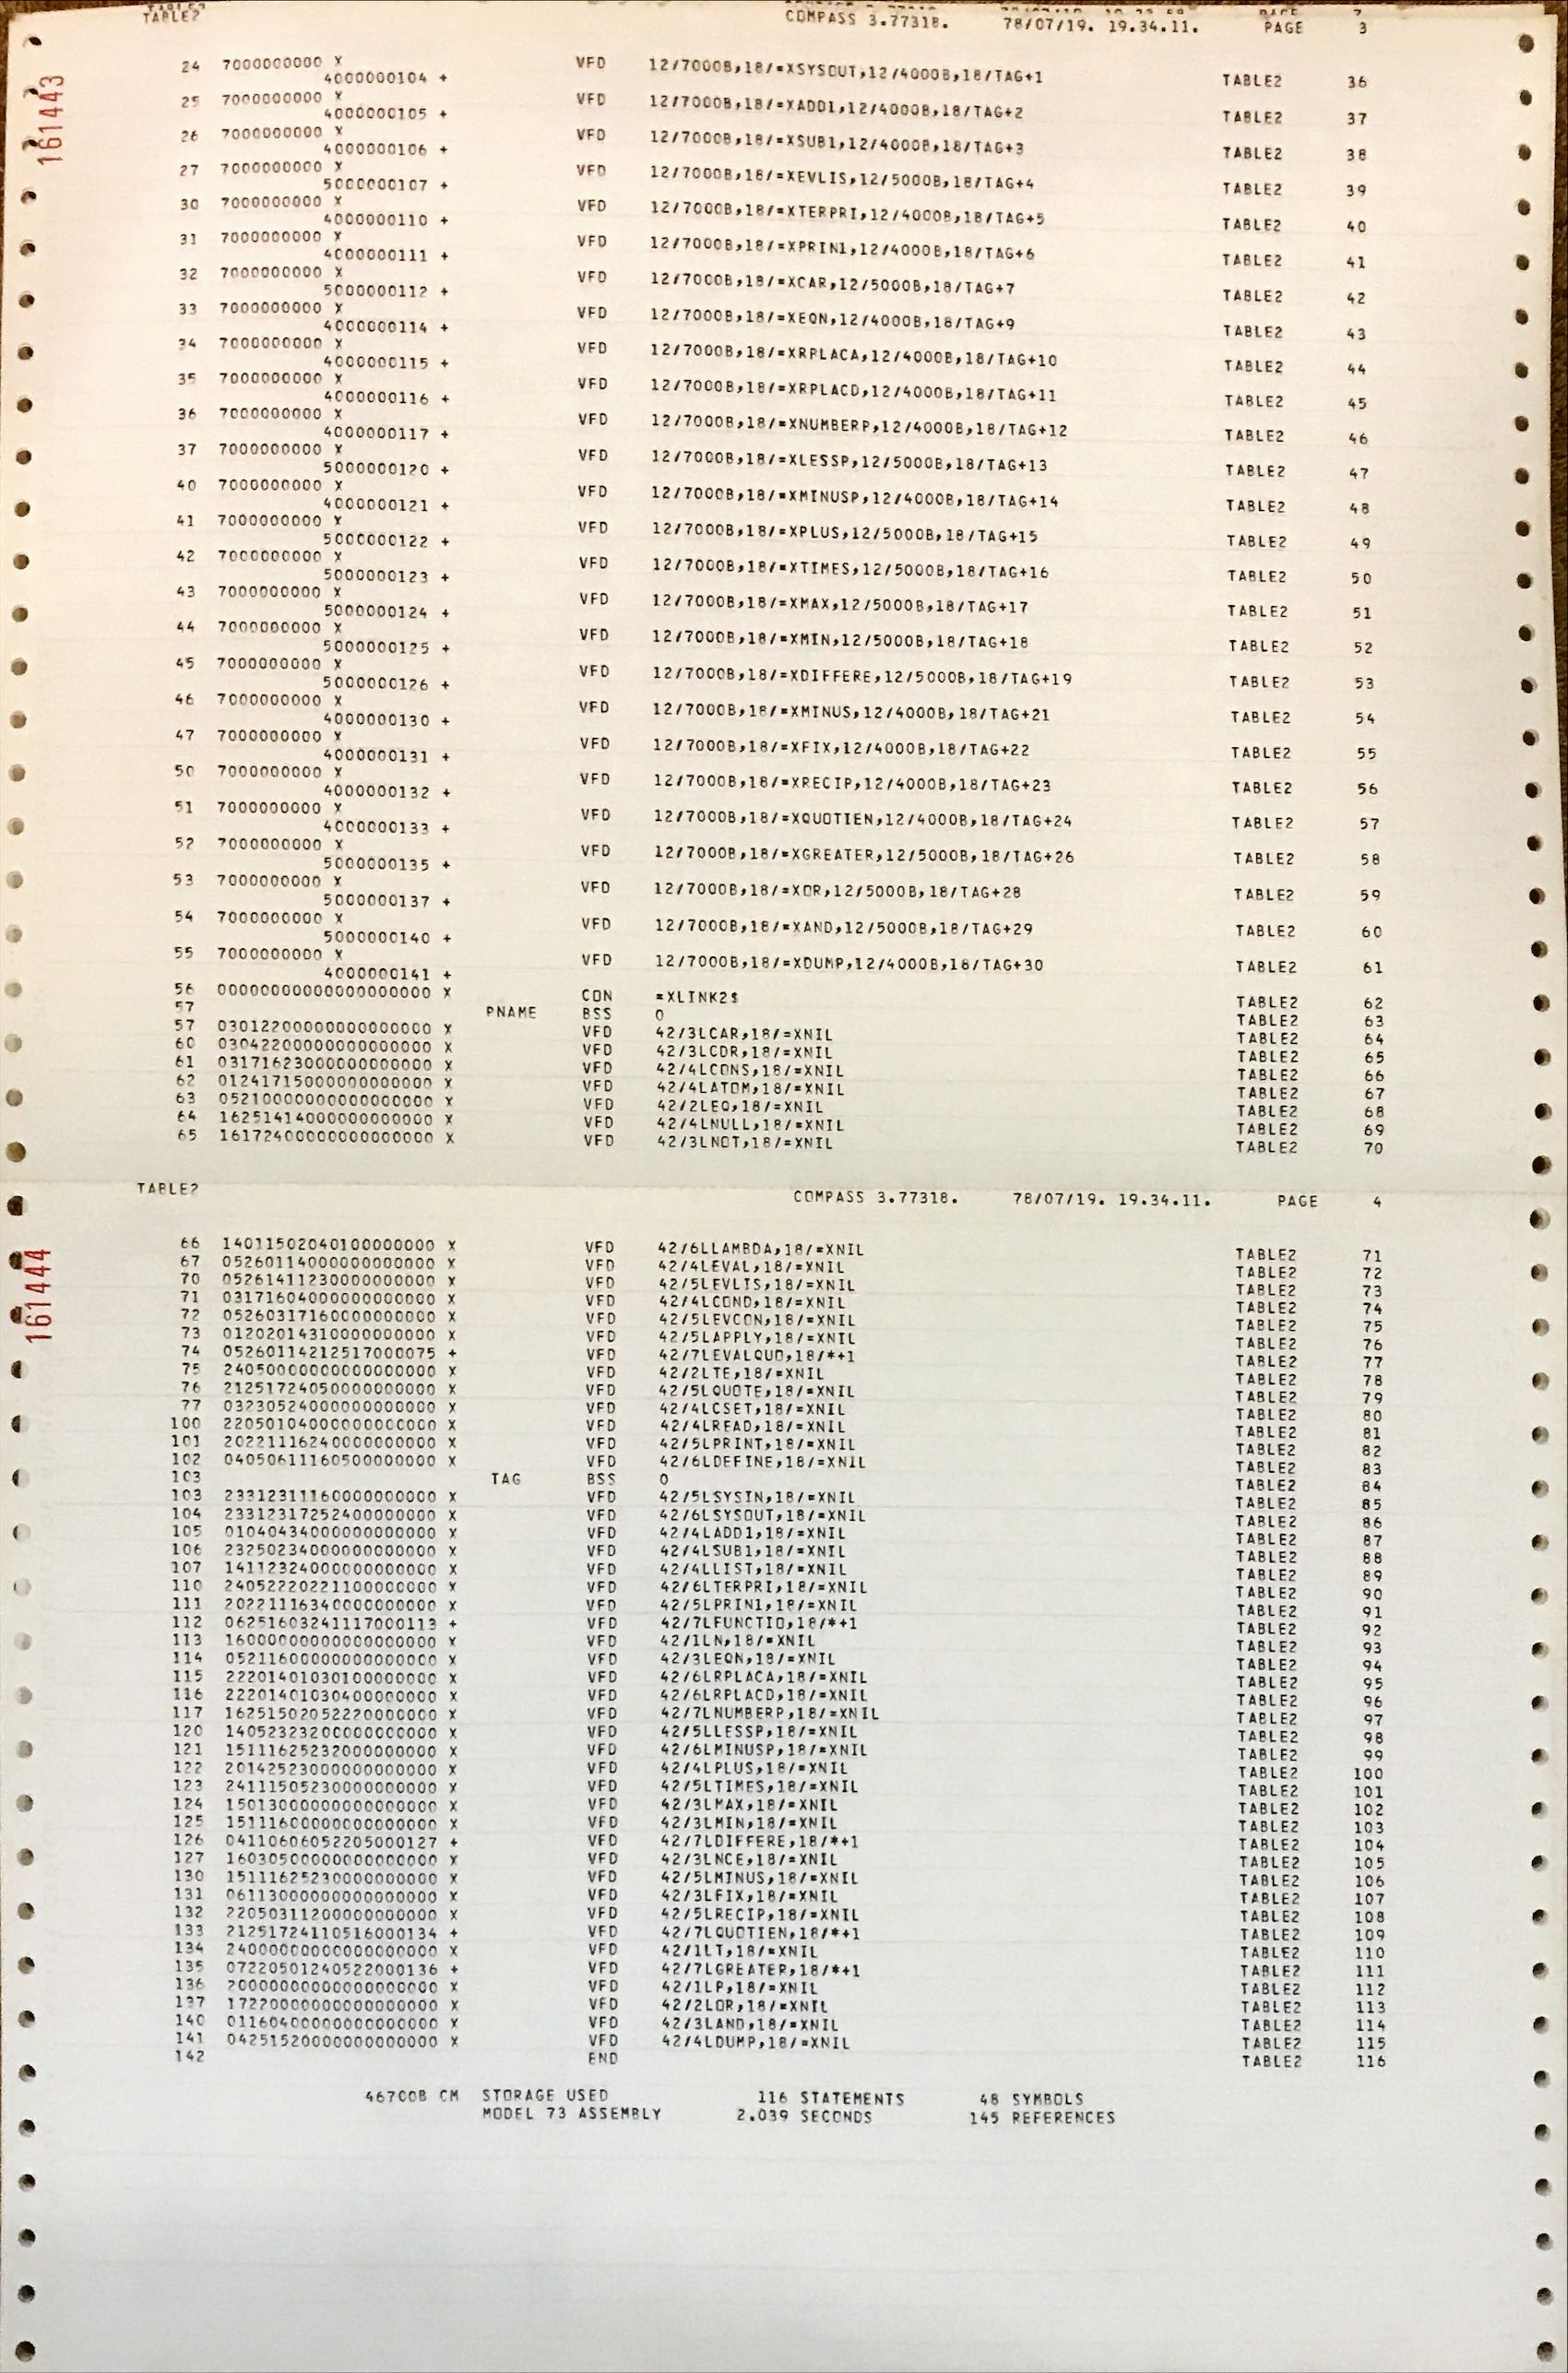 TABLE2 COMPASS 3.77318. 78/07/19. 19.34.11. PAGE 3
161443
24 7000000000 X VFD 12/7000B,18/=XSYSOUT,12/4000B,18/TAG+1 TABLE2 36
4000000104 +
25 7000000000 X VFD 12/7000B,18/=XADD1,12/4000B,18/TAG+2 TABLE2 37
4000000105 +
26 7000000000 X VFD 12/7000B,18/=XSUB1,12/4000B,18/TAG+3 TABLE2 38
4000000106 +
27 7000000000 X VFD 12/7000B,18/=XEVLIS,12/5000B,18/TAG+4 TABLE2 39
5000000107 +
30 7000000000 X VFD 12/7000B,18/=XTERPRI,12/4000B,18/TAG+5 TABLE2 40
4000000110 +
31 7000000000 X VFD 12/7000B,18/=XPRIN1,12/4000B,18/TAG+6 TABLE2 41
4000000111 +
32 7000000000 X VFD 12/7000B,18/=XCAR,12/5000B,18/TAG+7 TABLE2 42
5000000112 +
33 7000000000 X VFD 12/7000B,18/=XEQN,12/4000B,18/TAG+9 TABLE2 43
4000000114 +
34 7000000000 X VFD 12/7000B,18/=XRPLACA,12/4000B,18/TAG+10 TABLE2 44
4000000115 +
35 7000000000 X VFD 12/7000B,18/=XRPLACD,12/4000B,18/TAG+11 TABLE2 45
4000000116 +
36 7000000000 X VFD 12/7000B,18/=XNUMBERP,12/4000B,18/TAG+12 TABLE2 46
4000000117 +
37 7000000000 X VFD 12/7000B,18/=XLESSP,12/5000B,18/TAG+13 TABLE2 47
5000000120 +
40 7000000000 X VFD 12/7000B,18/=XMINUSP,12/4000B,18/TAG+14 TABLE2 48
4000000121 +
41 7000000000 X VFD 12/7000B,18/=XPLUS,12/5000B,18/TAG+15 TABLE2 49
5000000122 +
42 7000000000 X VFD 12/7000B,18/=XTIMES,12/5000B,18/TAG+16 TABLE2 50
5000000123 +
43 7000000000 X VFD 12/7000B,18/=XMAX,12/5000B,18/TAG+17 TABLE2 51
5000000124 +
44 7000000000 X VFD 12/7000B,18/=XMIN,12/5000B,18/TAG+18 TABLE2 52
5000000125 +
45 7000000000 X VFD 12/7000B,18/=XDIFFERE,12/5000B,18/TAG+19 TABLE2 53
5000000126 +
46 7000000000 X VFD 12/7000B,18/=XMINUS,12/4000B,18/TAG+21 TABLE2 54
4000000130 +
47 7000000000 X VFD 12/7000B,18/=XFIX,12/4000B,18/TAG+22 TABLE2 55
4000000131 +
50 7000000000 X VFD 12/7000B,18/=XRECIP,12/4000B,18/TAG+23 TABLE2 56
4000000132 +
51 7000000000 X VFD 12/7000B,18/=XQUOTIEN,12/4000B,18/TAG+24 TABLE2 57
4000000133 +
52 7000000000 X VFD 12/7000B,18/=XGREATER,12/5000B,18/TAG+26 TABLE2 58
5000000135 +
53 7000000000 X VFD 12/7000B,18/=XOR,12/5000B,18/TAG+28 TABLE2 59
5000000137 +
54 7000000000 X VFD 12/7000B,18/=XAND,12/5000B,18/TAG+29 TABLE2 60
5000000140 +
55 7000000000 X VFD 12/7000B,18/=XDUMP,12/4000B,18/TAG+30 TABLE2 61
4000000141 +
56 00000000000000000000 X CON =XLINK2$ TABLE2 62
57 PNAME BSS 0 TABLE2 63
57 03012200000000000000 X VFD 42/3LCAR,18/=XNIL TABLE2 64
60 03042200000000000000 X VFD 42/3LCDR,18/=XNIL TABLE2 65
61 03171623000000000000 X VFD 42/4LCONS,18/=XNIL TABLE2 66
62 01241715000000000000 X VFD 42/4LATOM,18/=XNIL TABLE2 67
63 05210000000000000000 X VFD 42/2LEQ,18/=XNIL TABLE2 68
64 16251414000000000000 X VFD 42/4LNULL,18/=XNIL TABLE2 69
65 16172400000000000000 X VFD 42/3LNOT,18/=XNIL TABLE2 70
TABLE2 COMPASS 3.77318. 78/07/19. 19.34.11. PAGE 4
161444
66 14011502040100000000 X VFD 42/6LLAMBDA,18/=XNIL TABLE2 71
67 05260114000000000000 X VFD 42/4LEVAL,18/=XNIL TABLE2 72
70 05261411230000000000 X VFD 42/5LEVLIS,18/=XNIL TABLE2 73
71 03171604000000000000 X VFD 42/4LCOND,18/=XNIL TABLE2 74
72 05260317160000000000 X VFD 42/5LEVCON,18/=XNIL TABLE2 75
73 01202014310000000000 X VFD 42/5LAPPLY,18/=XNIL TABLE2 76
74 05260114212517000075 + VFD 42/7LEVALQUO,18/*+1 TABLE2 77
75 24050000000000000000 X VFD 42/2LTE,18/=XNIL TABLE2 78
76 21251724050000000000 X VFD 42/5LQUOTE,18/=XNIL TABLE2 79
77 03230524000000000000 X VFD 42/4LCSET,18/=XNIL TABLE2 80
100 22050104000000000000 X VFD 42/4LREAD,18/=XNIL TABLE2 81
101 20221116240000000000 X VFD 42/5LPRINT,18/=XNIL TABLE2 82
102 04050611160500000000 X VFD 42/6LDEFINE,18/=XNIL TABLE2 83
103 TAG BSS 0 TABLE2 84
103 23312311160000000000 X VFD 42/5LSYSIN,18/=XNIL TABLE2 85
104 23312317252400000000 X VFD 42/6LSYSOUT,18/=XNIL TABLE2 86
105 01040434000000000000 X VFD 42/4LADD1,18/=XNIL TABLE2 87
106 23250234000000000000 X VFD 42/4LSUB1,18/=XNIL TABLE2 88
107 14112324000000000000 X VFD 42/4LLIST,18/=XNIL TABLE2 89
110 24052220221100000000 X VFD 42/6LTERPRI,18/=XNIL TABLE2 90
111 20221116340000000000 X VFD 42/5LPRIN1,18/=XNIL TABLE2 91
112 06251603241117000113 + VFD 42/7LFUNCTIO,18/*+1 TABLE2 92
113 16000000000000000000 X VFD 42/1LN,18/=XNIL TABLE2 93
114 05211600000000000000 X VFD 42/3LEQN,18/=XNIL TABLE2 94
115 22201401030100000000 X VFD 42/6LRPLACA,18/=XNIL TABLE2 95
116 22201401030400000000 X VFD 42/6LRPLACD,18/=XNIL TABLE2 96
117 16251502052220000000 X VFD 42/7LNUMBERP,18/=XNIL TABLE2 97
120 14052323200000000000 X VFD 42/5LLESSP,18/=XNIL TABLE2 98
121 15111625232000000000 X VFD 42/6LMINUSP,18/=XNIL TABLE2 99
122 20142523000000000000 X VFD 42/4LPLUS,18/=XNIL TABLE2 100
123 24111505230000000000 X VFD 42/5LTIMES,18/=XNIL TABLE2 101
124 15013000000000000000 X VFD 42/3LMAX,18/=XNIL TABLE2 102
125 15111600000000000000 X VFD 42/3LMIN,18/=XNIL TABLE2 103
126 04110606052205000127 + VFD 42/7LDIFFERE,18/*+1 TABLE2 104
127 16030500000000000000 X VFD 42/3LNCE,18/=XNIL TABLE2 105
130 15111625230000000000 X VFD 42/5LMINUS,18/=XNIL TABLE2 106
131 06113000000000000000 X VFD 42/3LFIX,18/=XNIL TABLE2 107
132 22050311200000000000 X VFD 42/5LRECIP,18/=XNIL TABLE2 108
133 21251724110516000134 + VFD 42/7LQUOTIEN,18/*+1 TABLE2 109
134 24000000000000000000 X VFD 42/1LT,18/=XNIL TABLE2 110
135 07220501240522000136 + VFD 42/7LGREATER,18/*+1 TABLE2 111
136 20000000000000000000 X VFD 42/1LP,18/=XNIL TABLE2 112
137 17220000000000000000 X VFD 42/2LOR,18/=XNIL TABLE2 113
140 01160400000000000000 X VFD 42/3LAND,18/=XNIL TABLE2 114
141 04251520000000000000 X VFD 42/4LDUMP,18/=XNIL TABLE2 115
142 END TABLE2 116
46700B CM STORAGE USED 116 STATEMENTS 48 SYMBOLS
MODEL 73 ASSEMBLY 2.039 SECONDS 145 REFERENCES